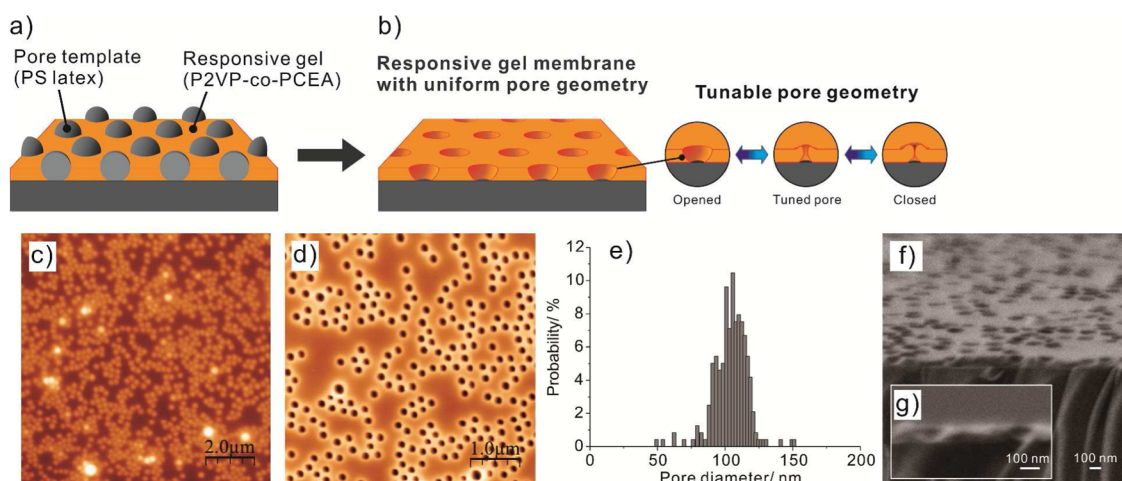 a)
Pore template
(PS latex)
Responsive gel
(P2VP-co-PCEA)
b)
Responsive gel membrane
with uniform pore geometry
Tunable pore geometry
Opened
Tuned pore
Closed
c)
2.0μm
d)
1.0μm
e)
Probability/ %
12
10
8
6
4
2
0
0
50
100
150
200
Pore diameter/ nm
f)
g)
100 nm
100 nm